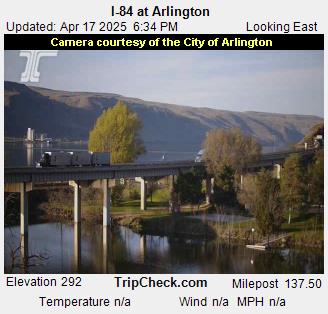 I-84 at Arlington
Updated: Apr 17 2025 6:34 PM Looking East
Camera courtesy of the City of Arlington
Elevation 292 TripCheck.com Milepost 137.50
Temperature n/a Wind n/a MPH n/a